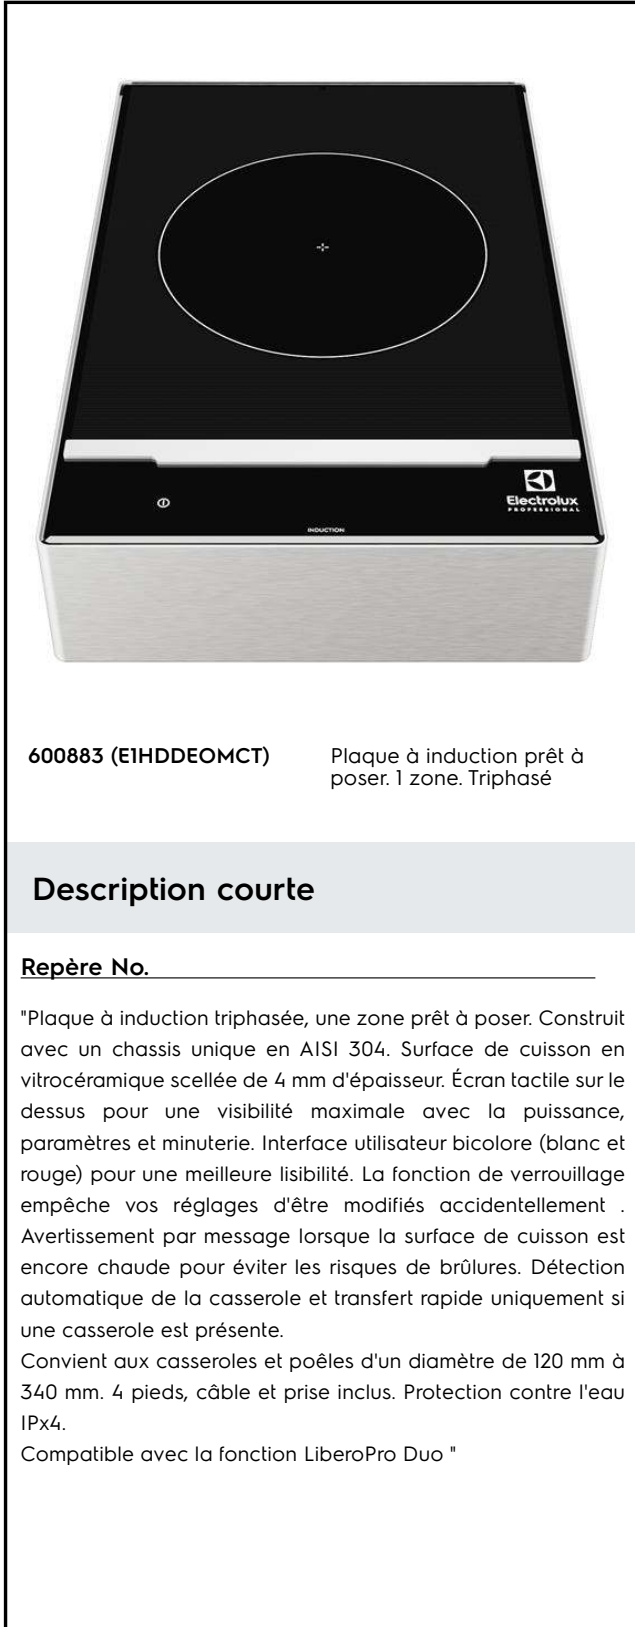 Electrolux
PROFESSIONAL
INDUCTION
600883 (E1HDDEOMCT)
Plaque à induction prêt à
poser. 1 zone. Triphasé
Description courte
Repère No.
"Plaque à induction triphasée, une zone prêt à poser. Construit
avec un chassis unique en AISI 304. Surface de cuisson en
vitrocéramique scellée de 4 mm d'épaisseur. Écran tactile sur le
dessus pour une visibilité maximale avec la puissance,
paramètres et minuterie. Interface utilisateur bicolore (blanc et
rouge) pour une meilleure lisibilité. La fonction de verrouillage
empêche vos réglages d'être modifiés accidentellement .
Avertissement par message lorsque la surface de cuisson est
encore chaude pour éviter les risques de brûlures. Détection
automatique de la casserole et transfert rapide uniquement si
une casserole est présente.
Convient aux casseroles et poêles d'un diamètre de 120 mm à
340 mm. 4 pieds, câble et prise inclus. Protection contre l'eau
IPx4.
Compatible avec la fonction LiberoPro Duo "